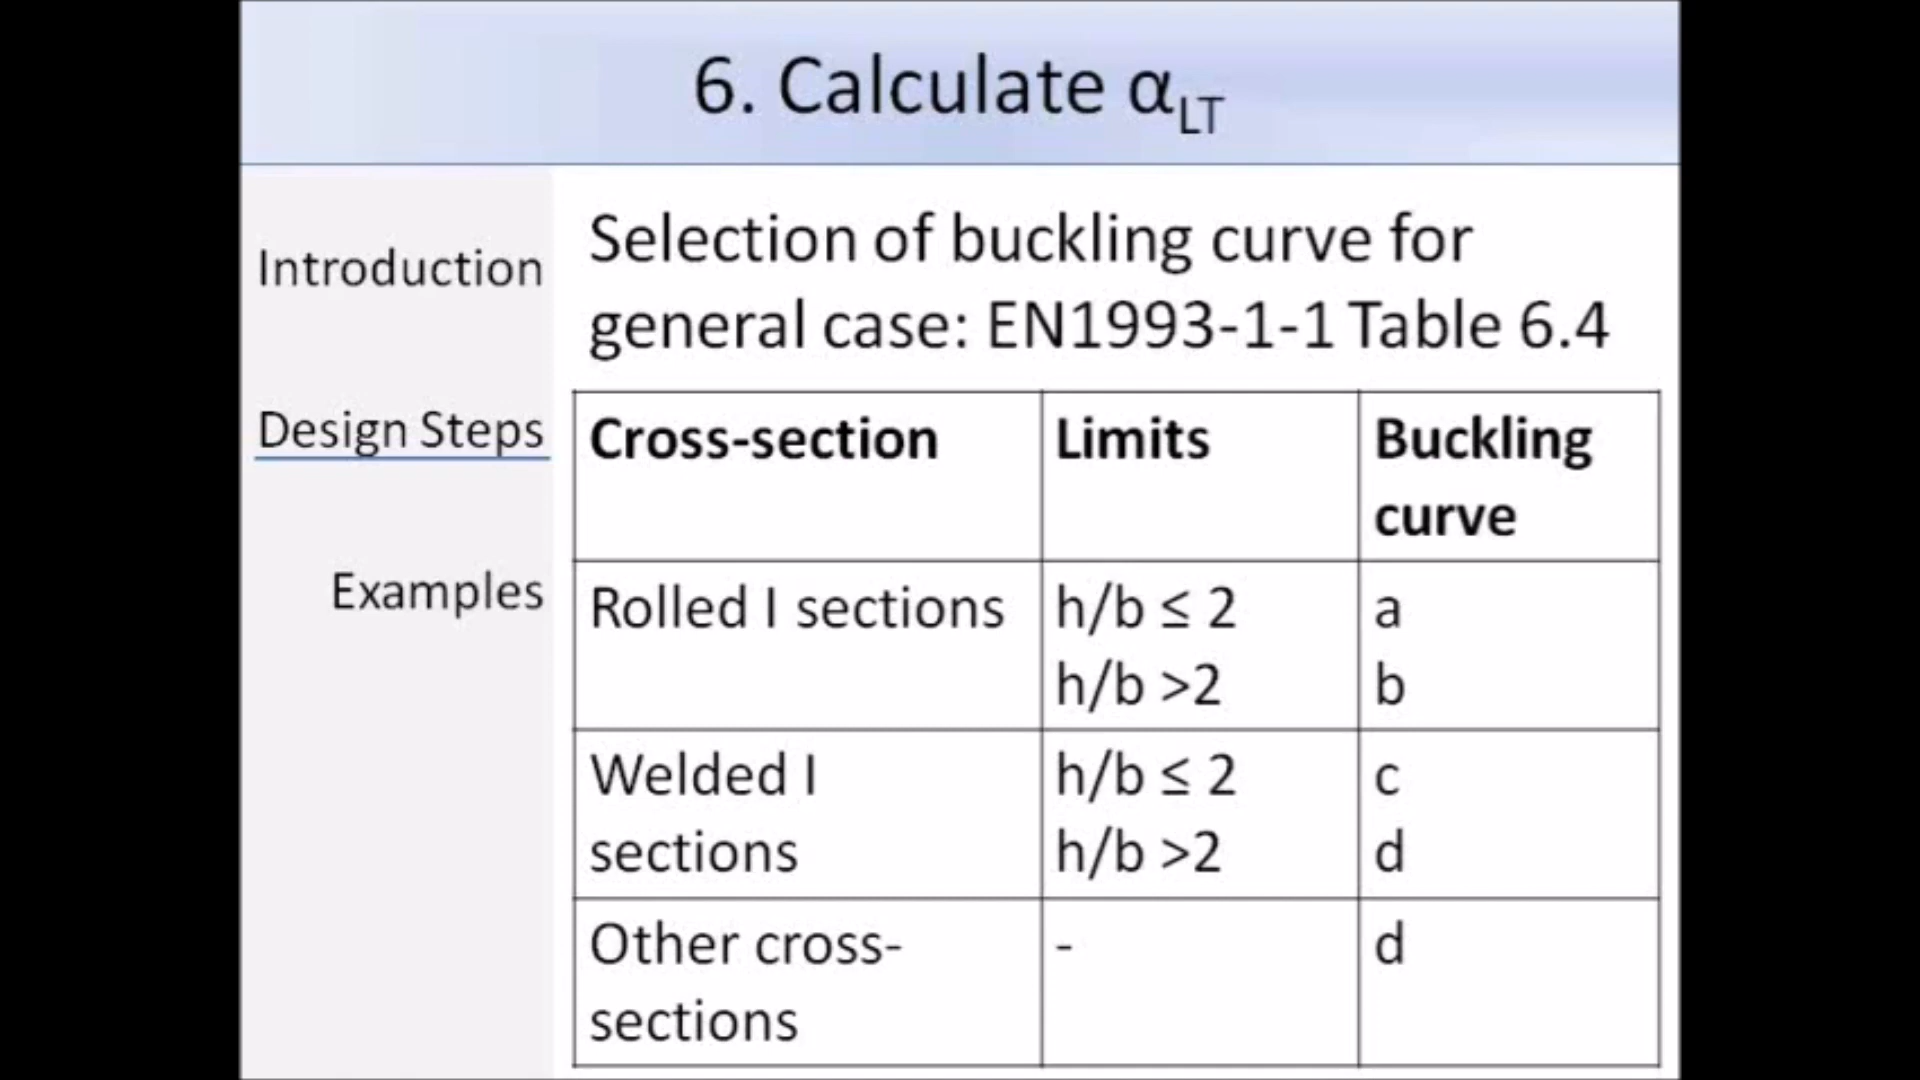 6. Calculate αLT
Introduction
Design Steps
Examples
Selection of buckling curve for
general case: EN1993-1-1 Table 6.4
Cross-section Limits Buckling
curve
Rolled I sections h/b ≤ 2 a
h/b >2 b
Welded I h/b ≤ 2 c
sections h/b >2 d
Other cross- - d
sections